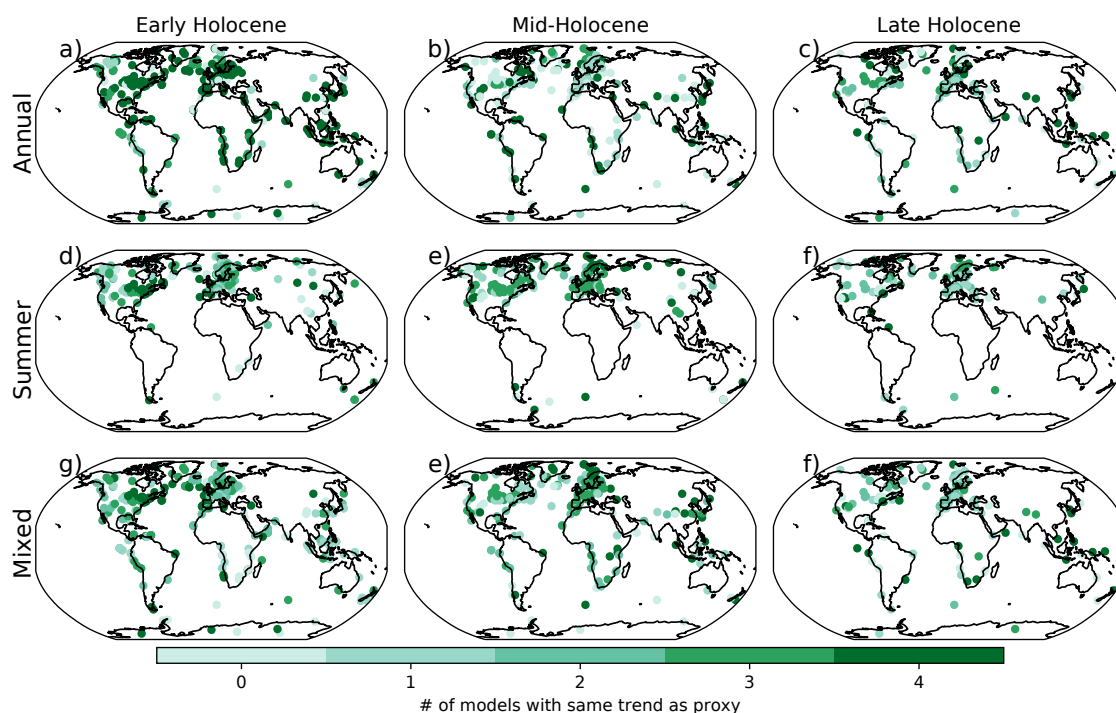 Early Holocene
Mid-Holocene
Late Holocene
a)
b)
c)
Annual
d)
e)
f)
Summer
g)
e)
f)
Mixed
0
1
2
3
4
# of models with same trend as proxy